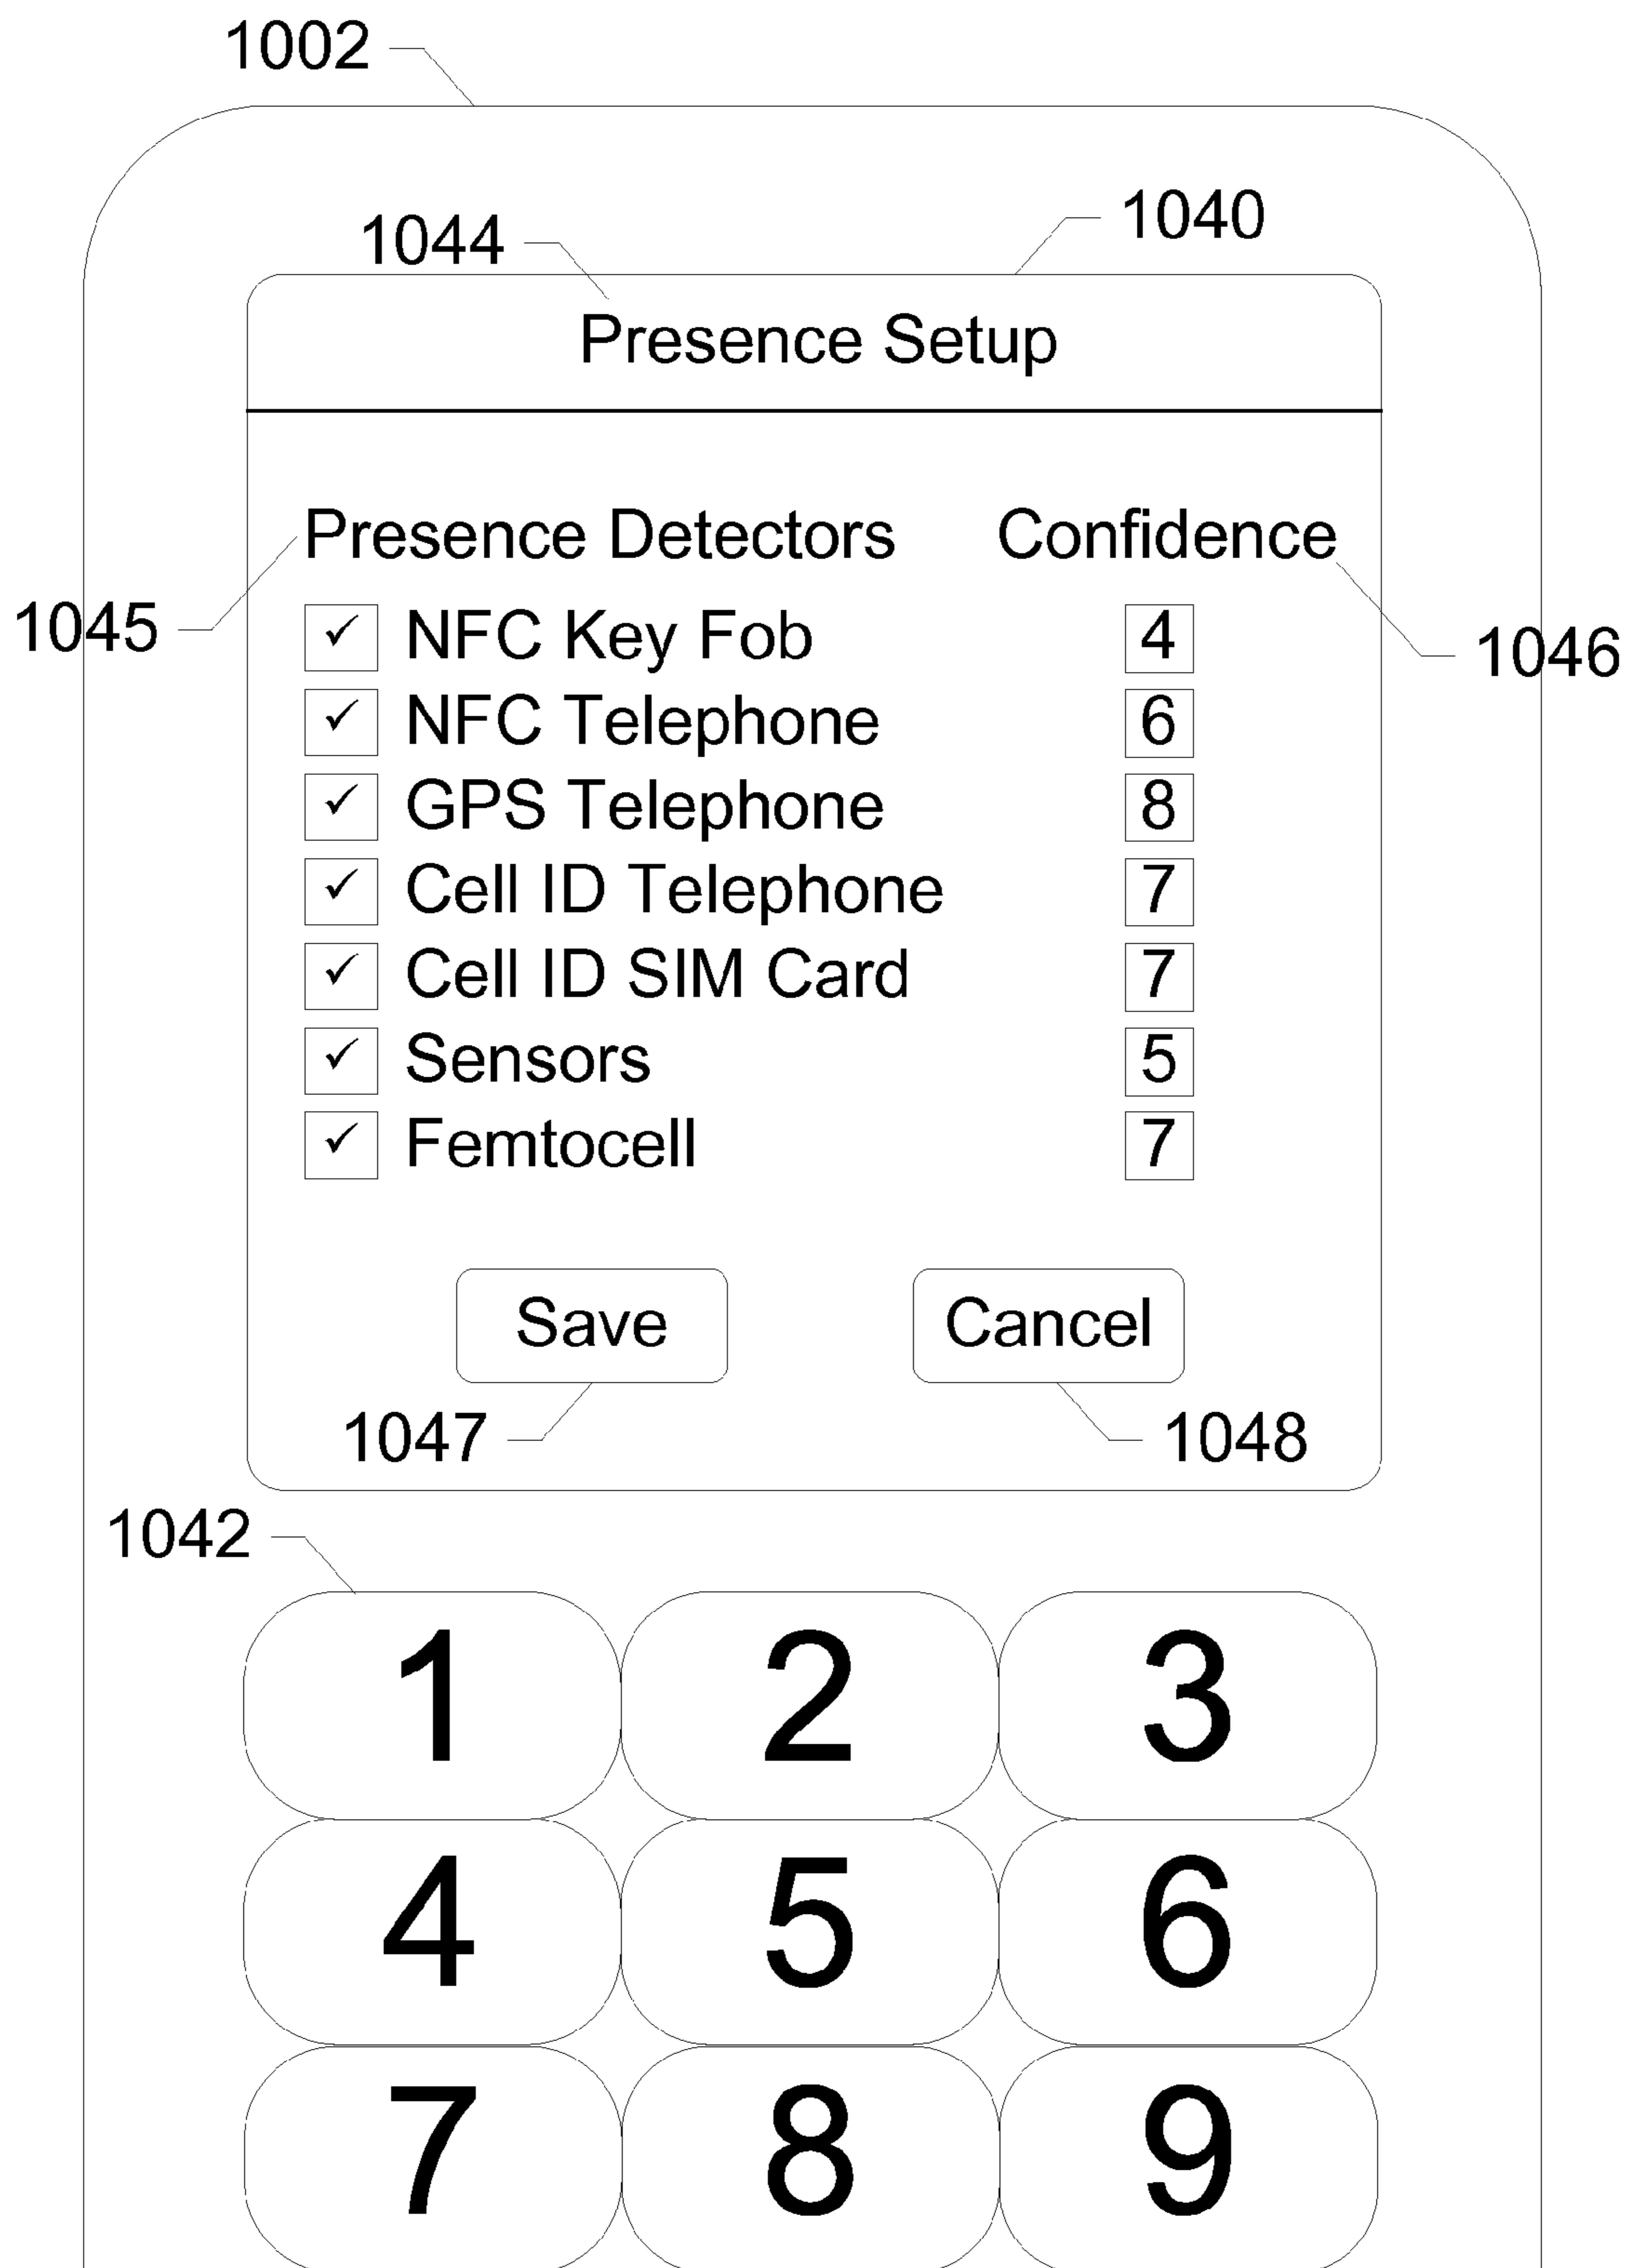 1002
1040
1044
Presence Setup
Presence Detectors Confidence
1045
✓ NFC Key Fob 4
1046
✓ NFC Telephone 6
✓ GPS Telephone 8
✓ Cell ID Telephone 7
✓ Cell ID SIM Card 7
✓ Sensors 5
✓ Femtocell 7
Save Cancel
1047 1048
1042
1 2 3
4 5 6
7 8 9